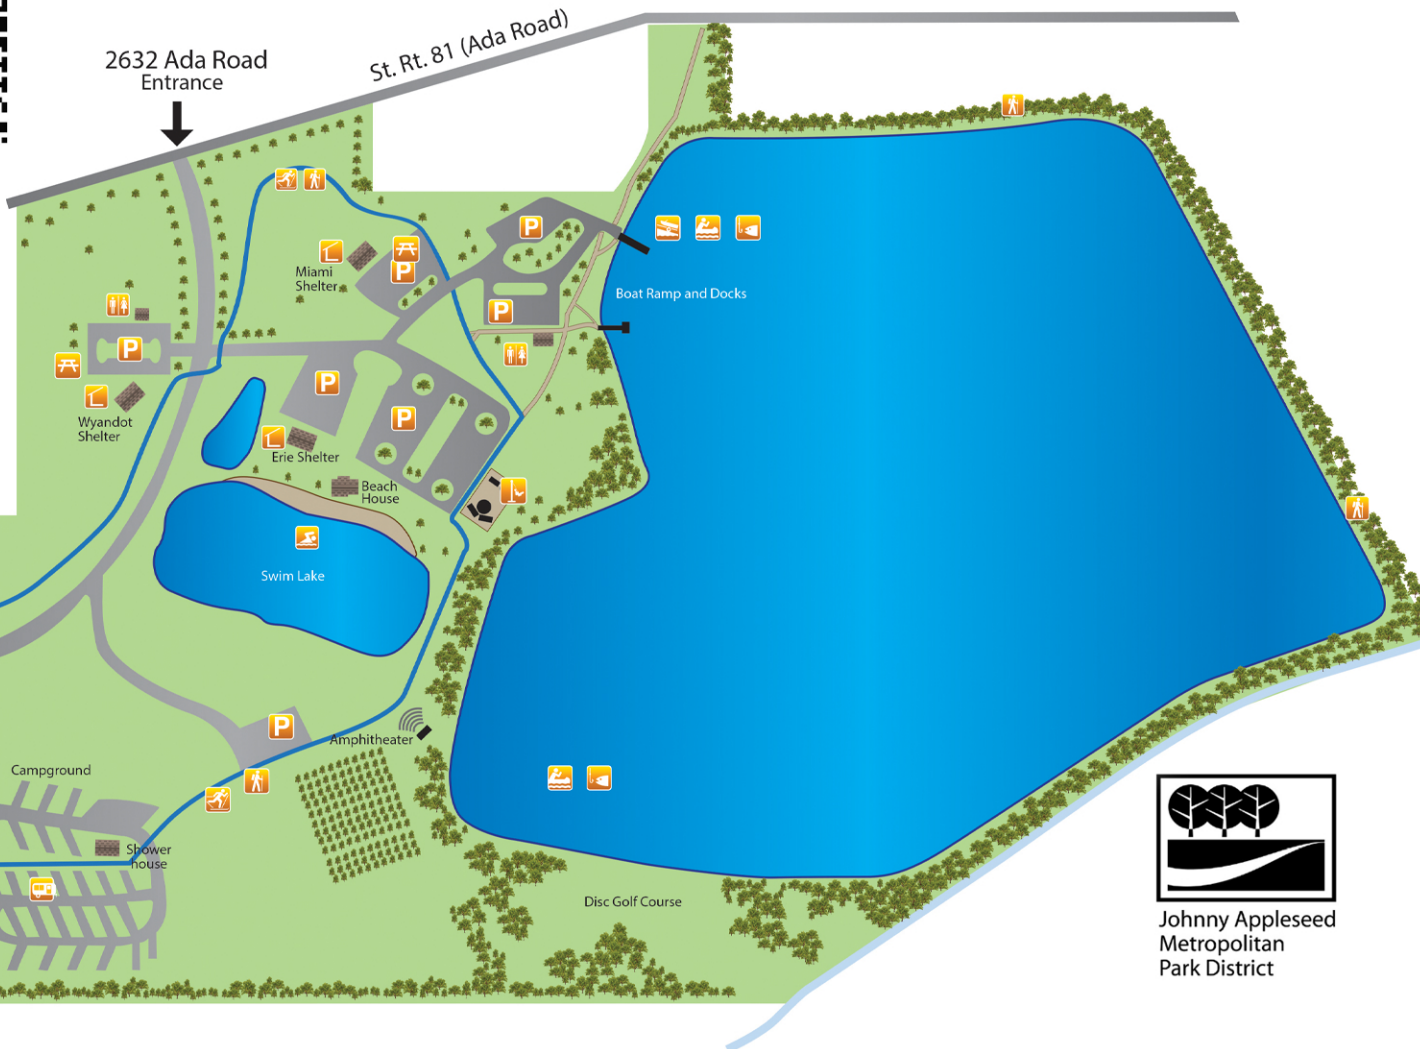 2632 Ada Road
Entrance
St. Rt. 81 (Ada Road)
P
Miami
Shelter
P
P
Boat Ramp and Docks
P
P
Wyandot
Shelter
P
P
Erie Shelter
Beach
House
Swim Lake
P
Amphitheater
Campground
Shower
house
Disc Golf Course
Johnny Appleseed
Metropolitan
Park District